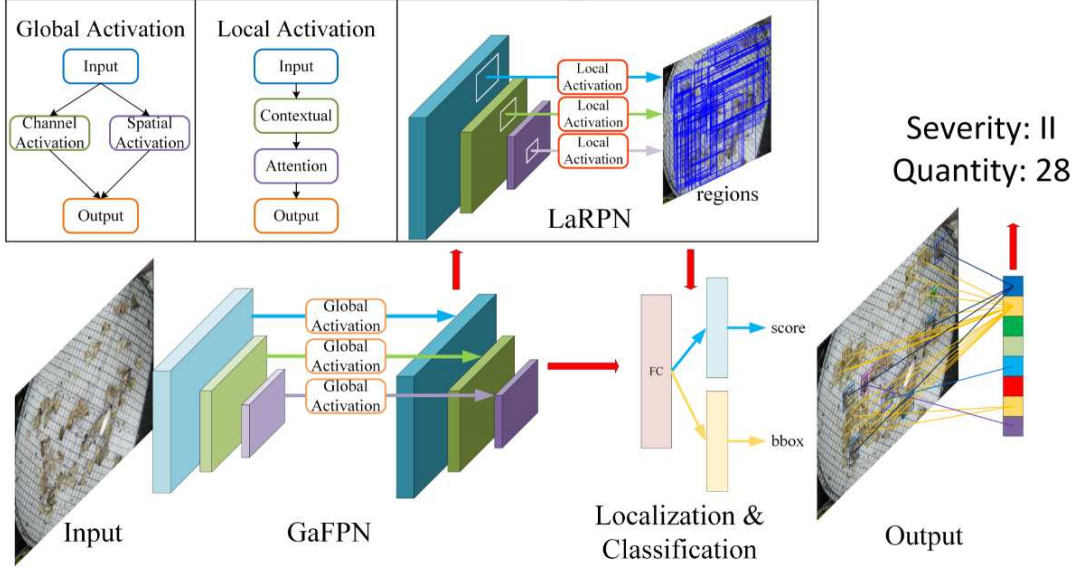 Global Activation
Input
Channel
Activation
Spatial
Activation
Output
Local Activation
Input
Contextual
Attention
Output
Local
Activation
Local
Activation
Local
Activation
regions
LaRPN
Severity: II
Quantity: 28
Global
Activation
Global
Activation
Global
Activation
FC
score
bbox
Input
GaFPN
Localization &
Classification
Output